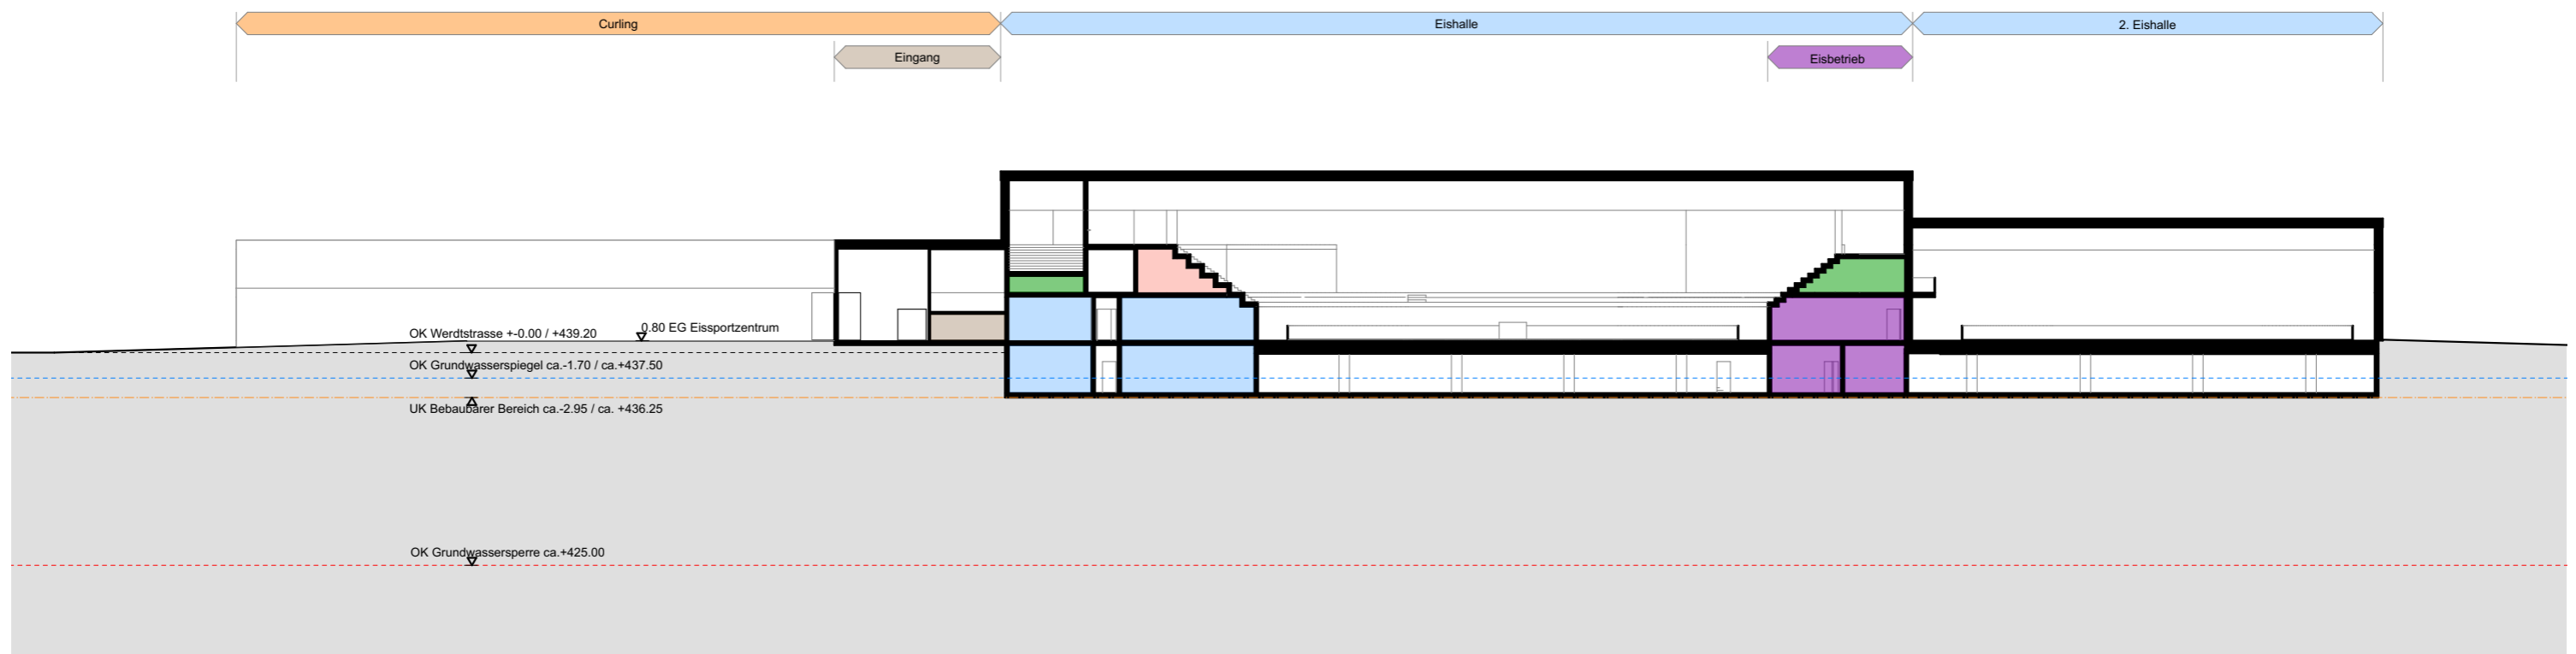 Curling
Eishalle
2. Eishalle
Eingang
Eisbetrieb
OK Werdtstrasse +-0.00 / +439.20
0.80 EG Eissportzentrum
OK Grundwasserspiegel ca.-1.70 / ca.+437.50
UK Bebaubarer Bereich ca.-2.95 / ca. +436.25
OK Grundwassersperre ca.+425.00